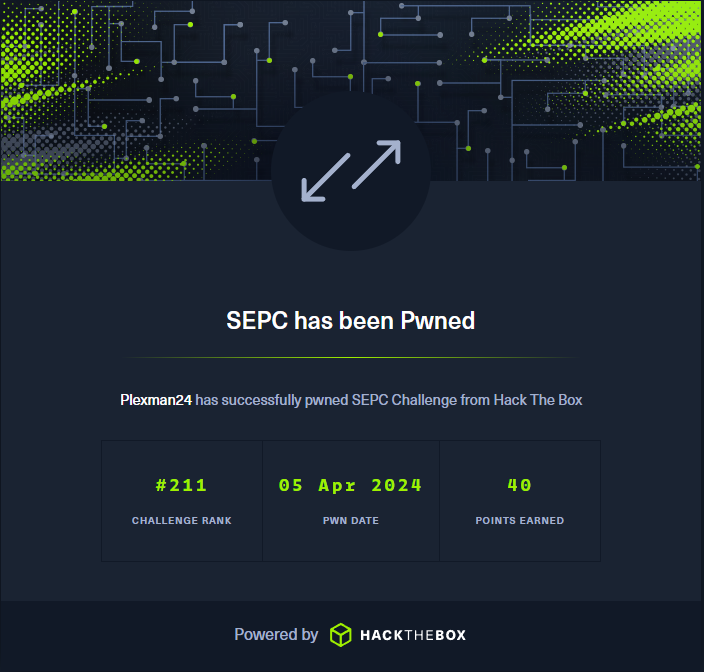 SEPC has been Pwned
Plexman24 has successfully pwned SEPC Challenge from Hack The Box
#211
CHALLENGE RANK
05 Apr 2024
PWN DATE
40
POINTS EARNED
Powered by HACKTHEBOX